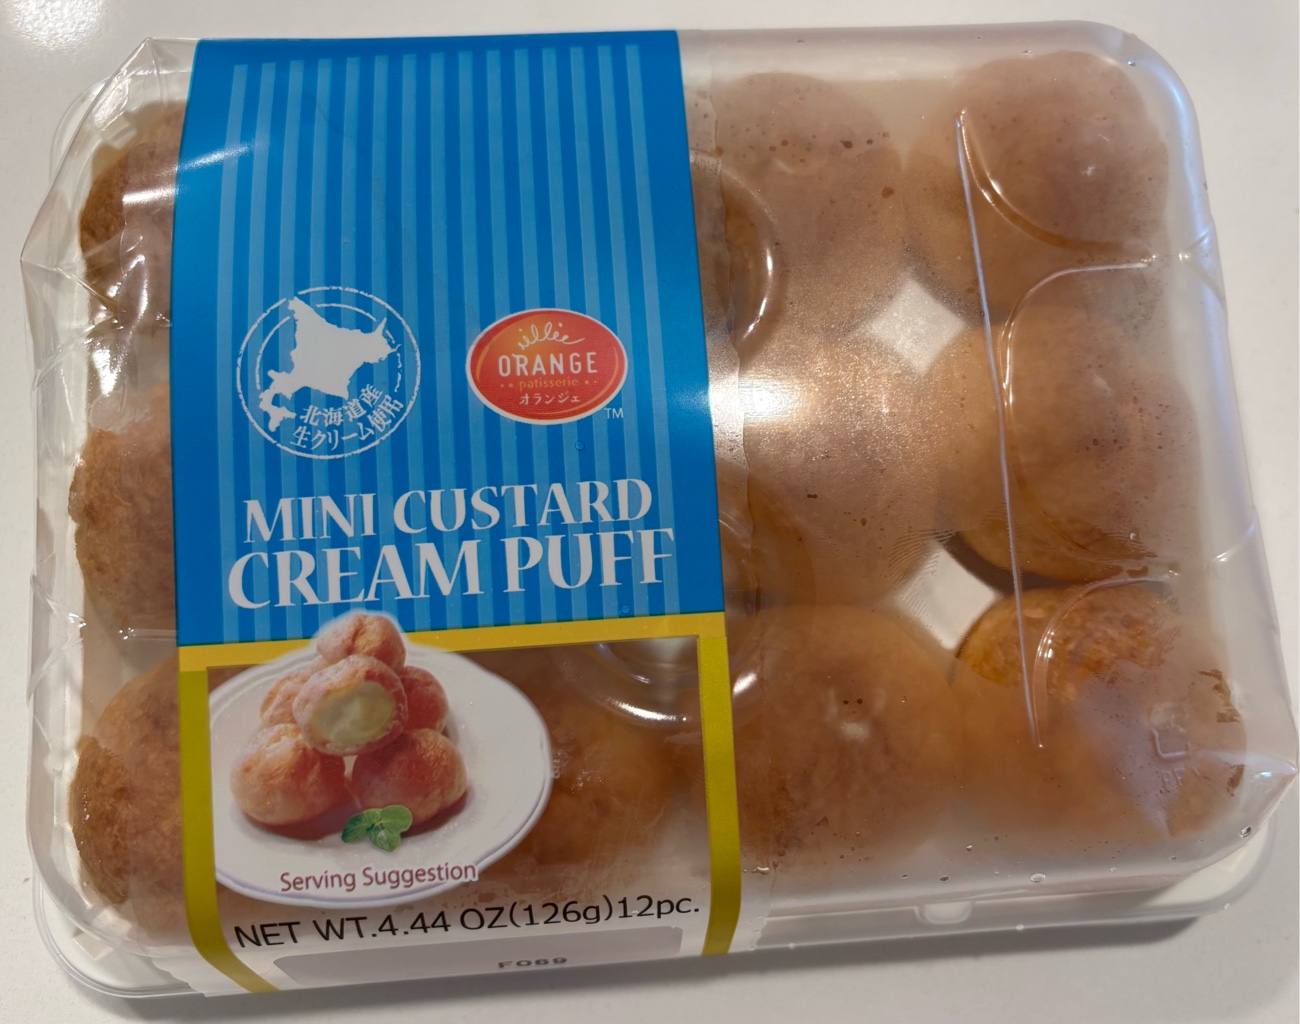 北海道産
生クリーム使用
illée
ORANGE
patisserie
オランジェ
TM
MINI CUSTARD
CREAM PUFF
Serving Suggestion
NET WT.4.44 OZ(126g)12pc.
F069